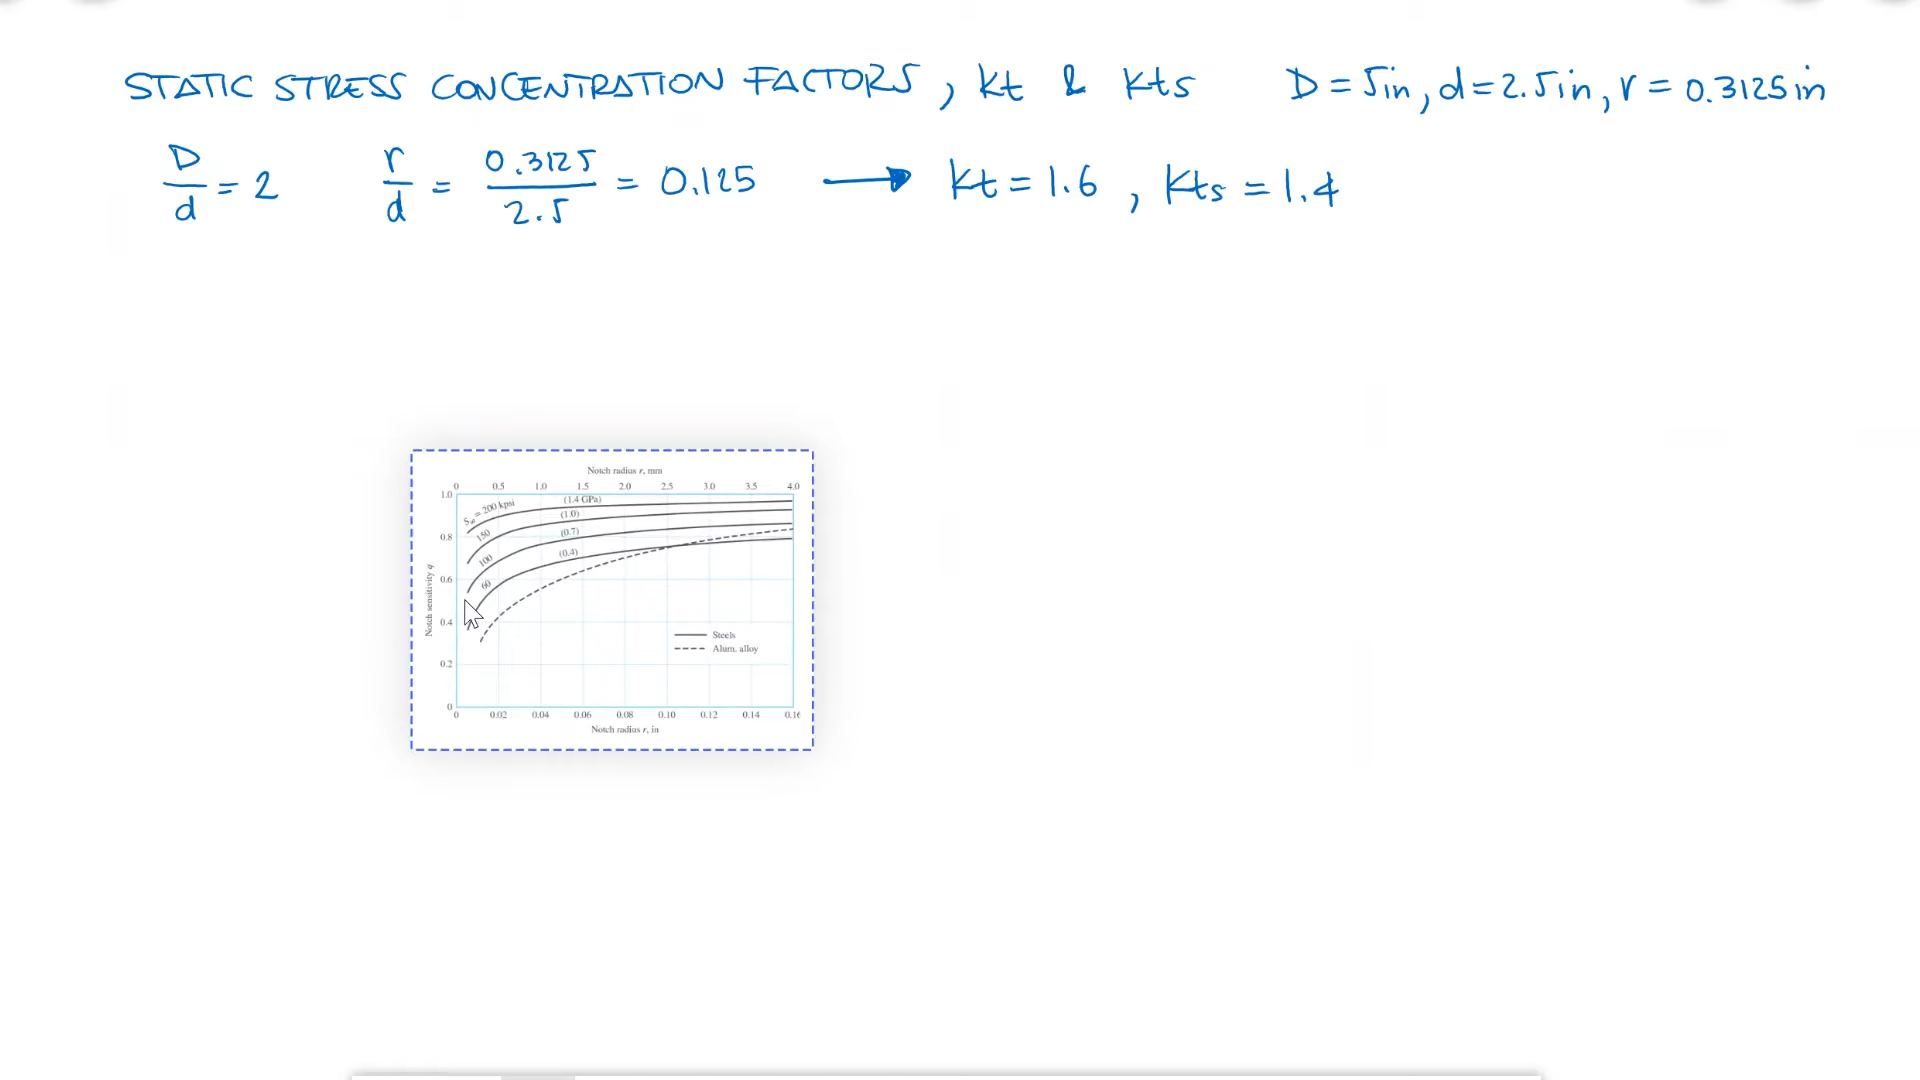 STATIC STRESS CONCENTRATION FACTORS, Kt & Kts D = 5in, d = 2.5in, r = 0.3125in
D/d = 2 r/d = 0.3125/2.5 = 0.125 → Kt = 1.6, Kts = 1.4
Notch radius r, mm
0 0.5 1.0 1.5 2.0 2.5 3.0 3.5 4.0
1.0
Sut = 200 kpsi
(1.4 GPa)
(1.0)
150
(0.7)
0.8
100
(0.4)
60
0.6
Notch sensitivity q
0.4
Steels
Alum. alloy
0.2
0
0 0.02 0.04 0.06 0.08 0.10 0.12 0.14 0.16
Notch radius r, in